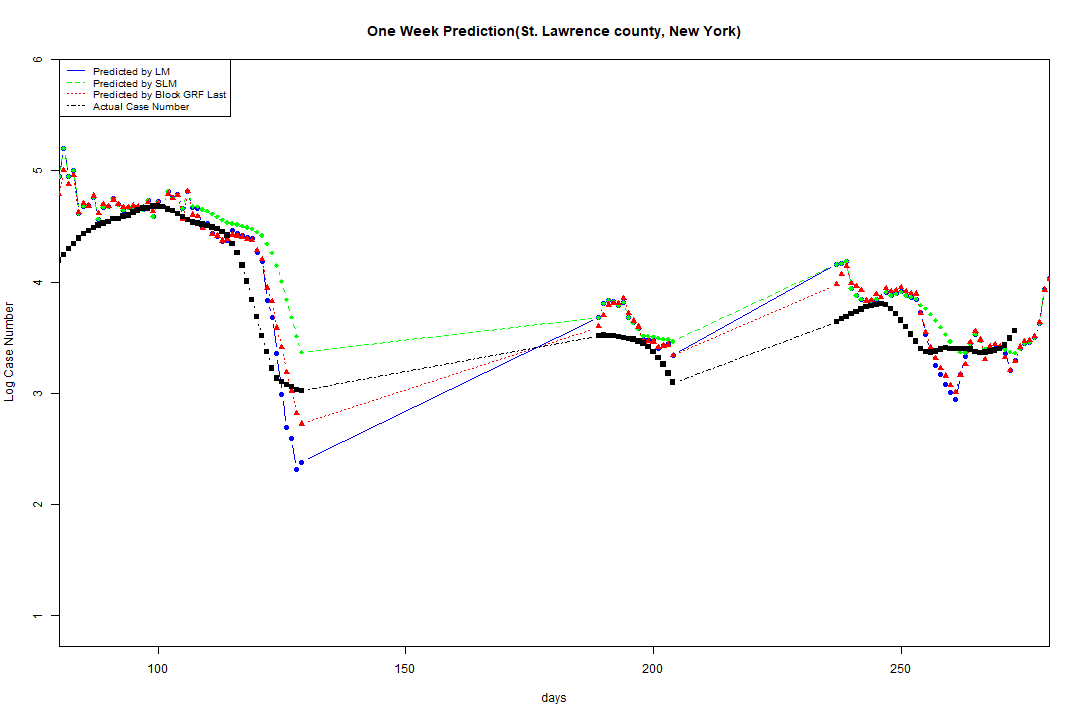 One Week Prediction(St. Lawrence county, New York)
6
Predicted by LM
Predicted by SLM
Predicted by Block GRF Last
Actual Case Number
5
4
3
2
1
Log Case Number
100 150 200 250
days